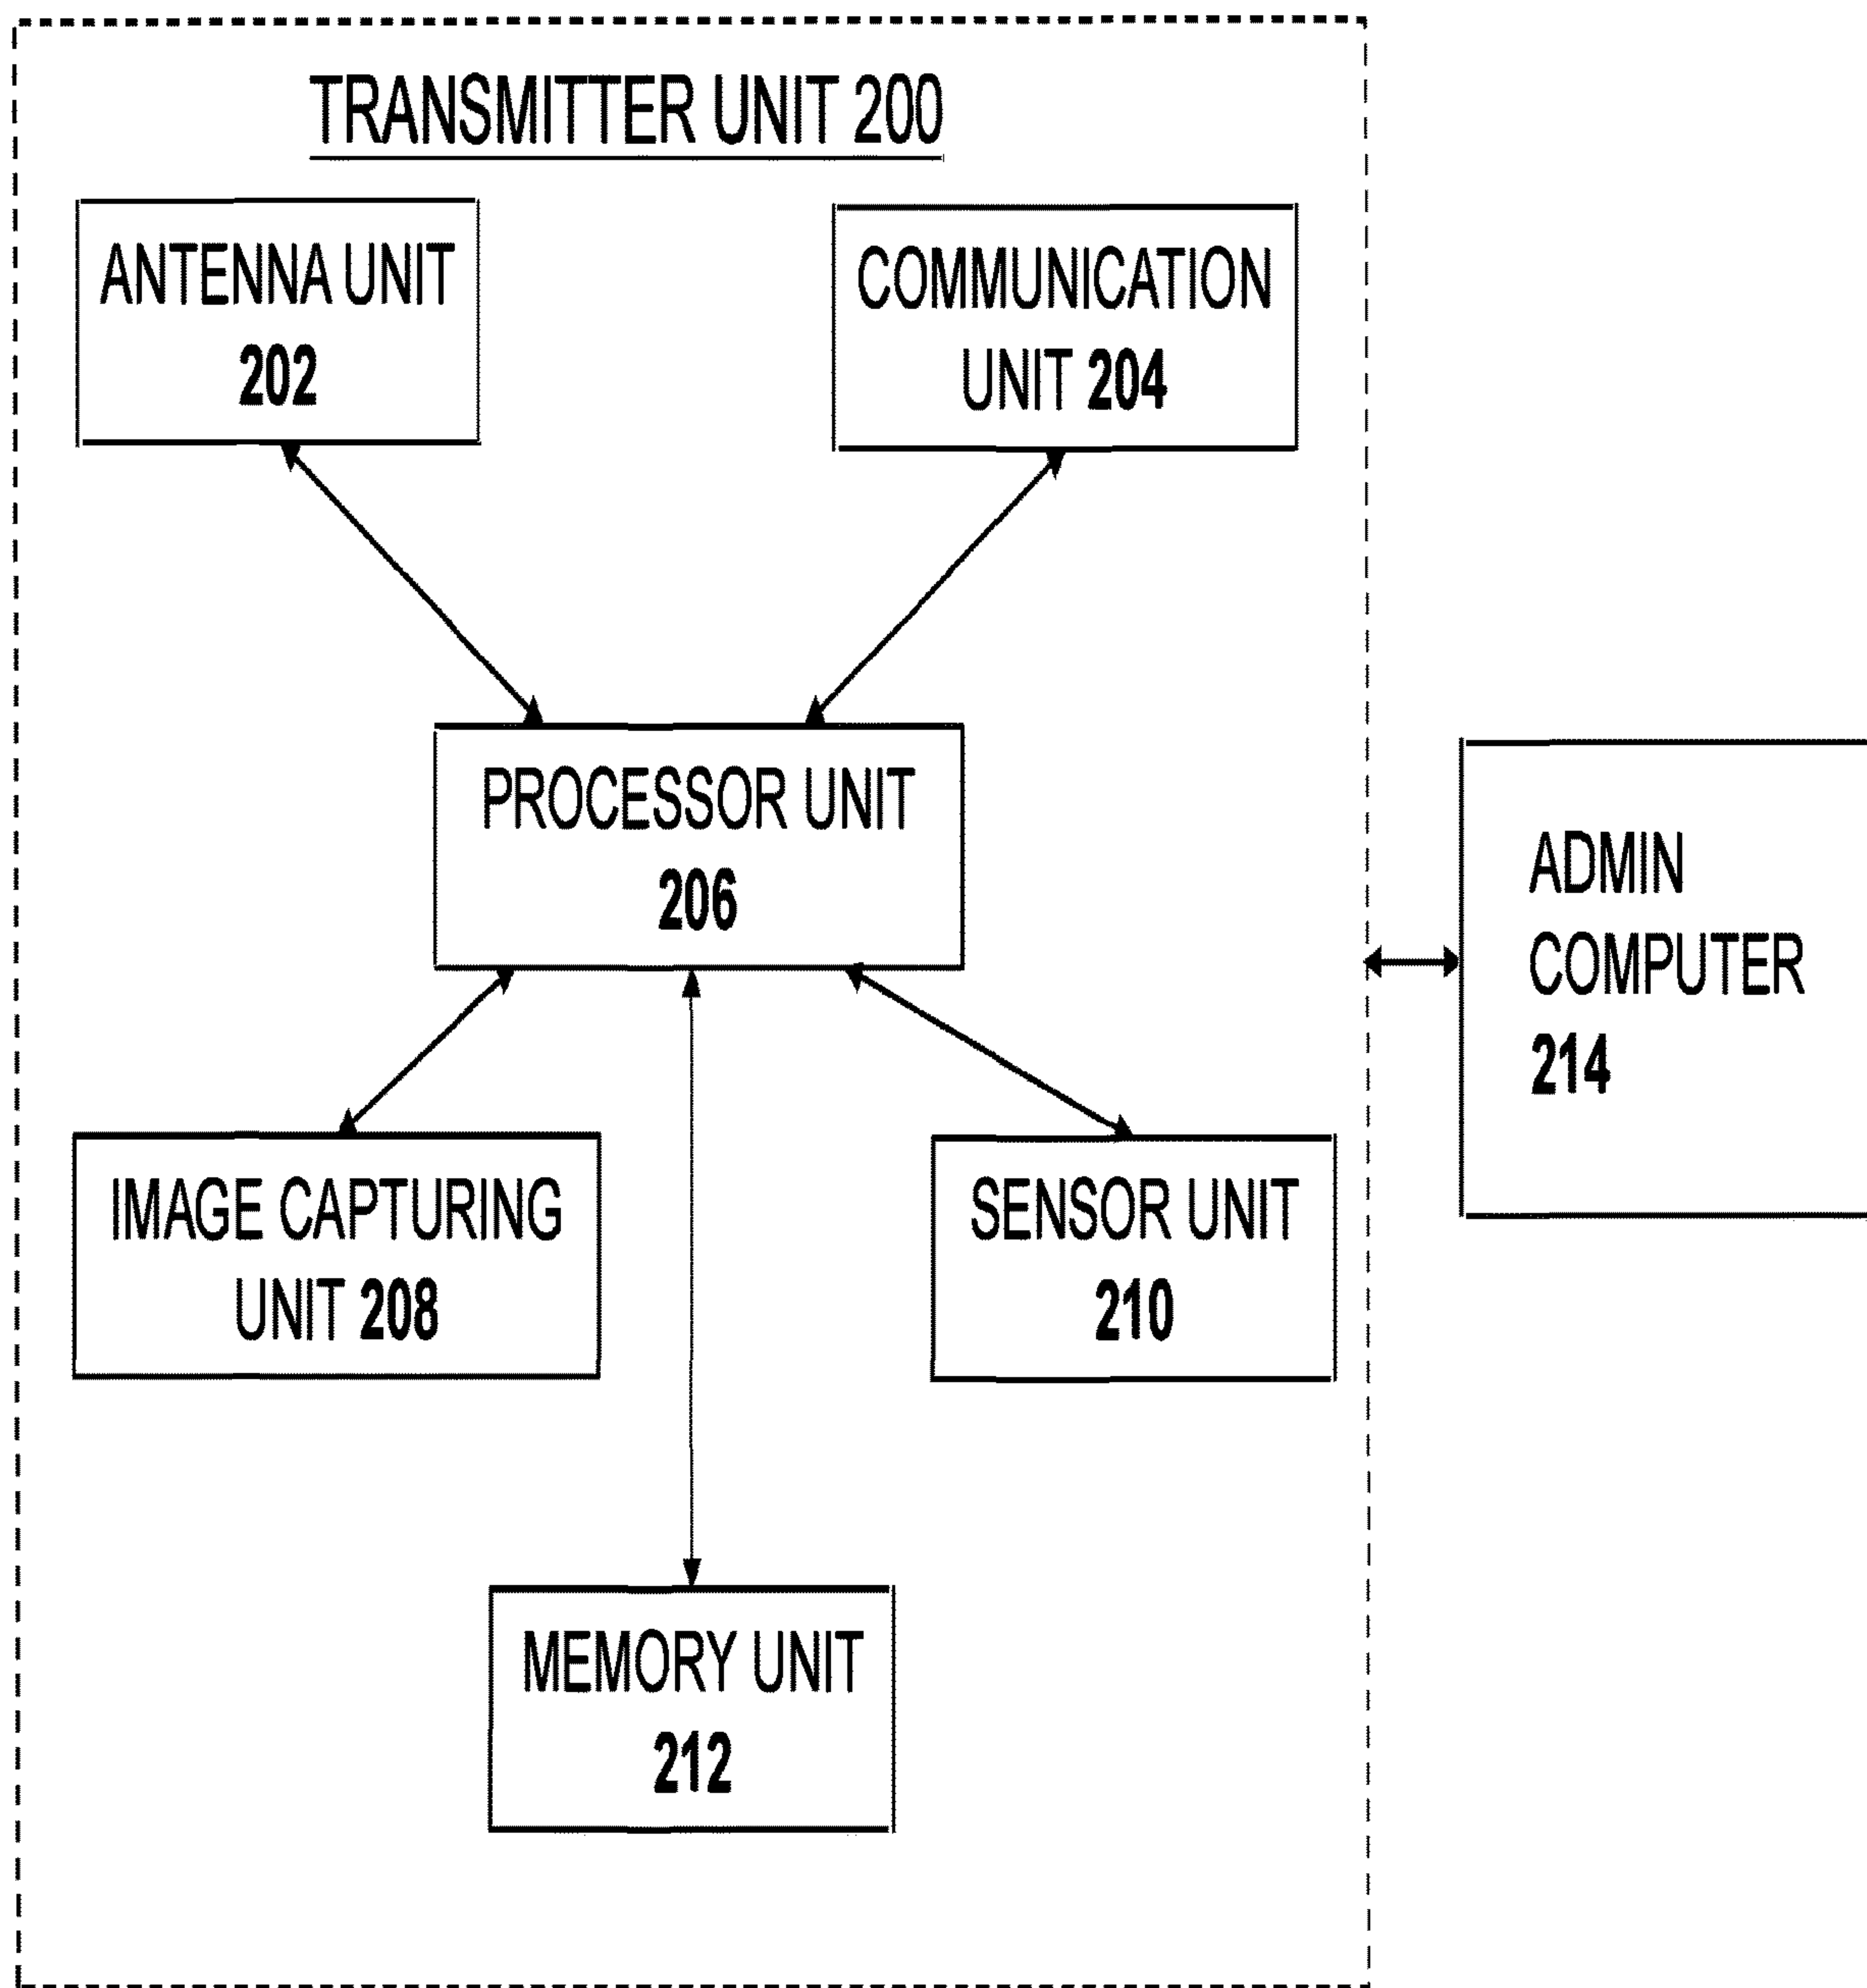 TRANSMITTER UNIT 200
ANTENNA UNIT
202
COMMUNICATION
UNIT 204
PROCESSOR UNIT
206
ADMIN
COMPUTER
214
IMAGE CAPTURING
UNIT 208
SENSOR UNIT
210
MEMORY UNIT
212